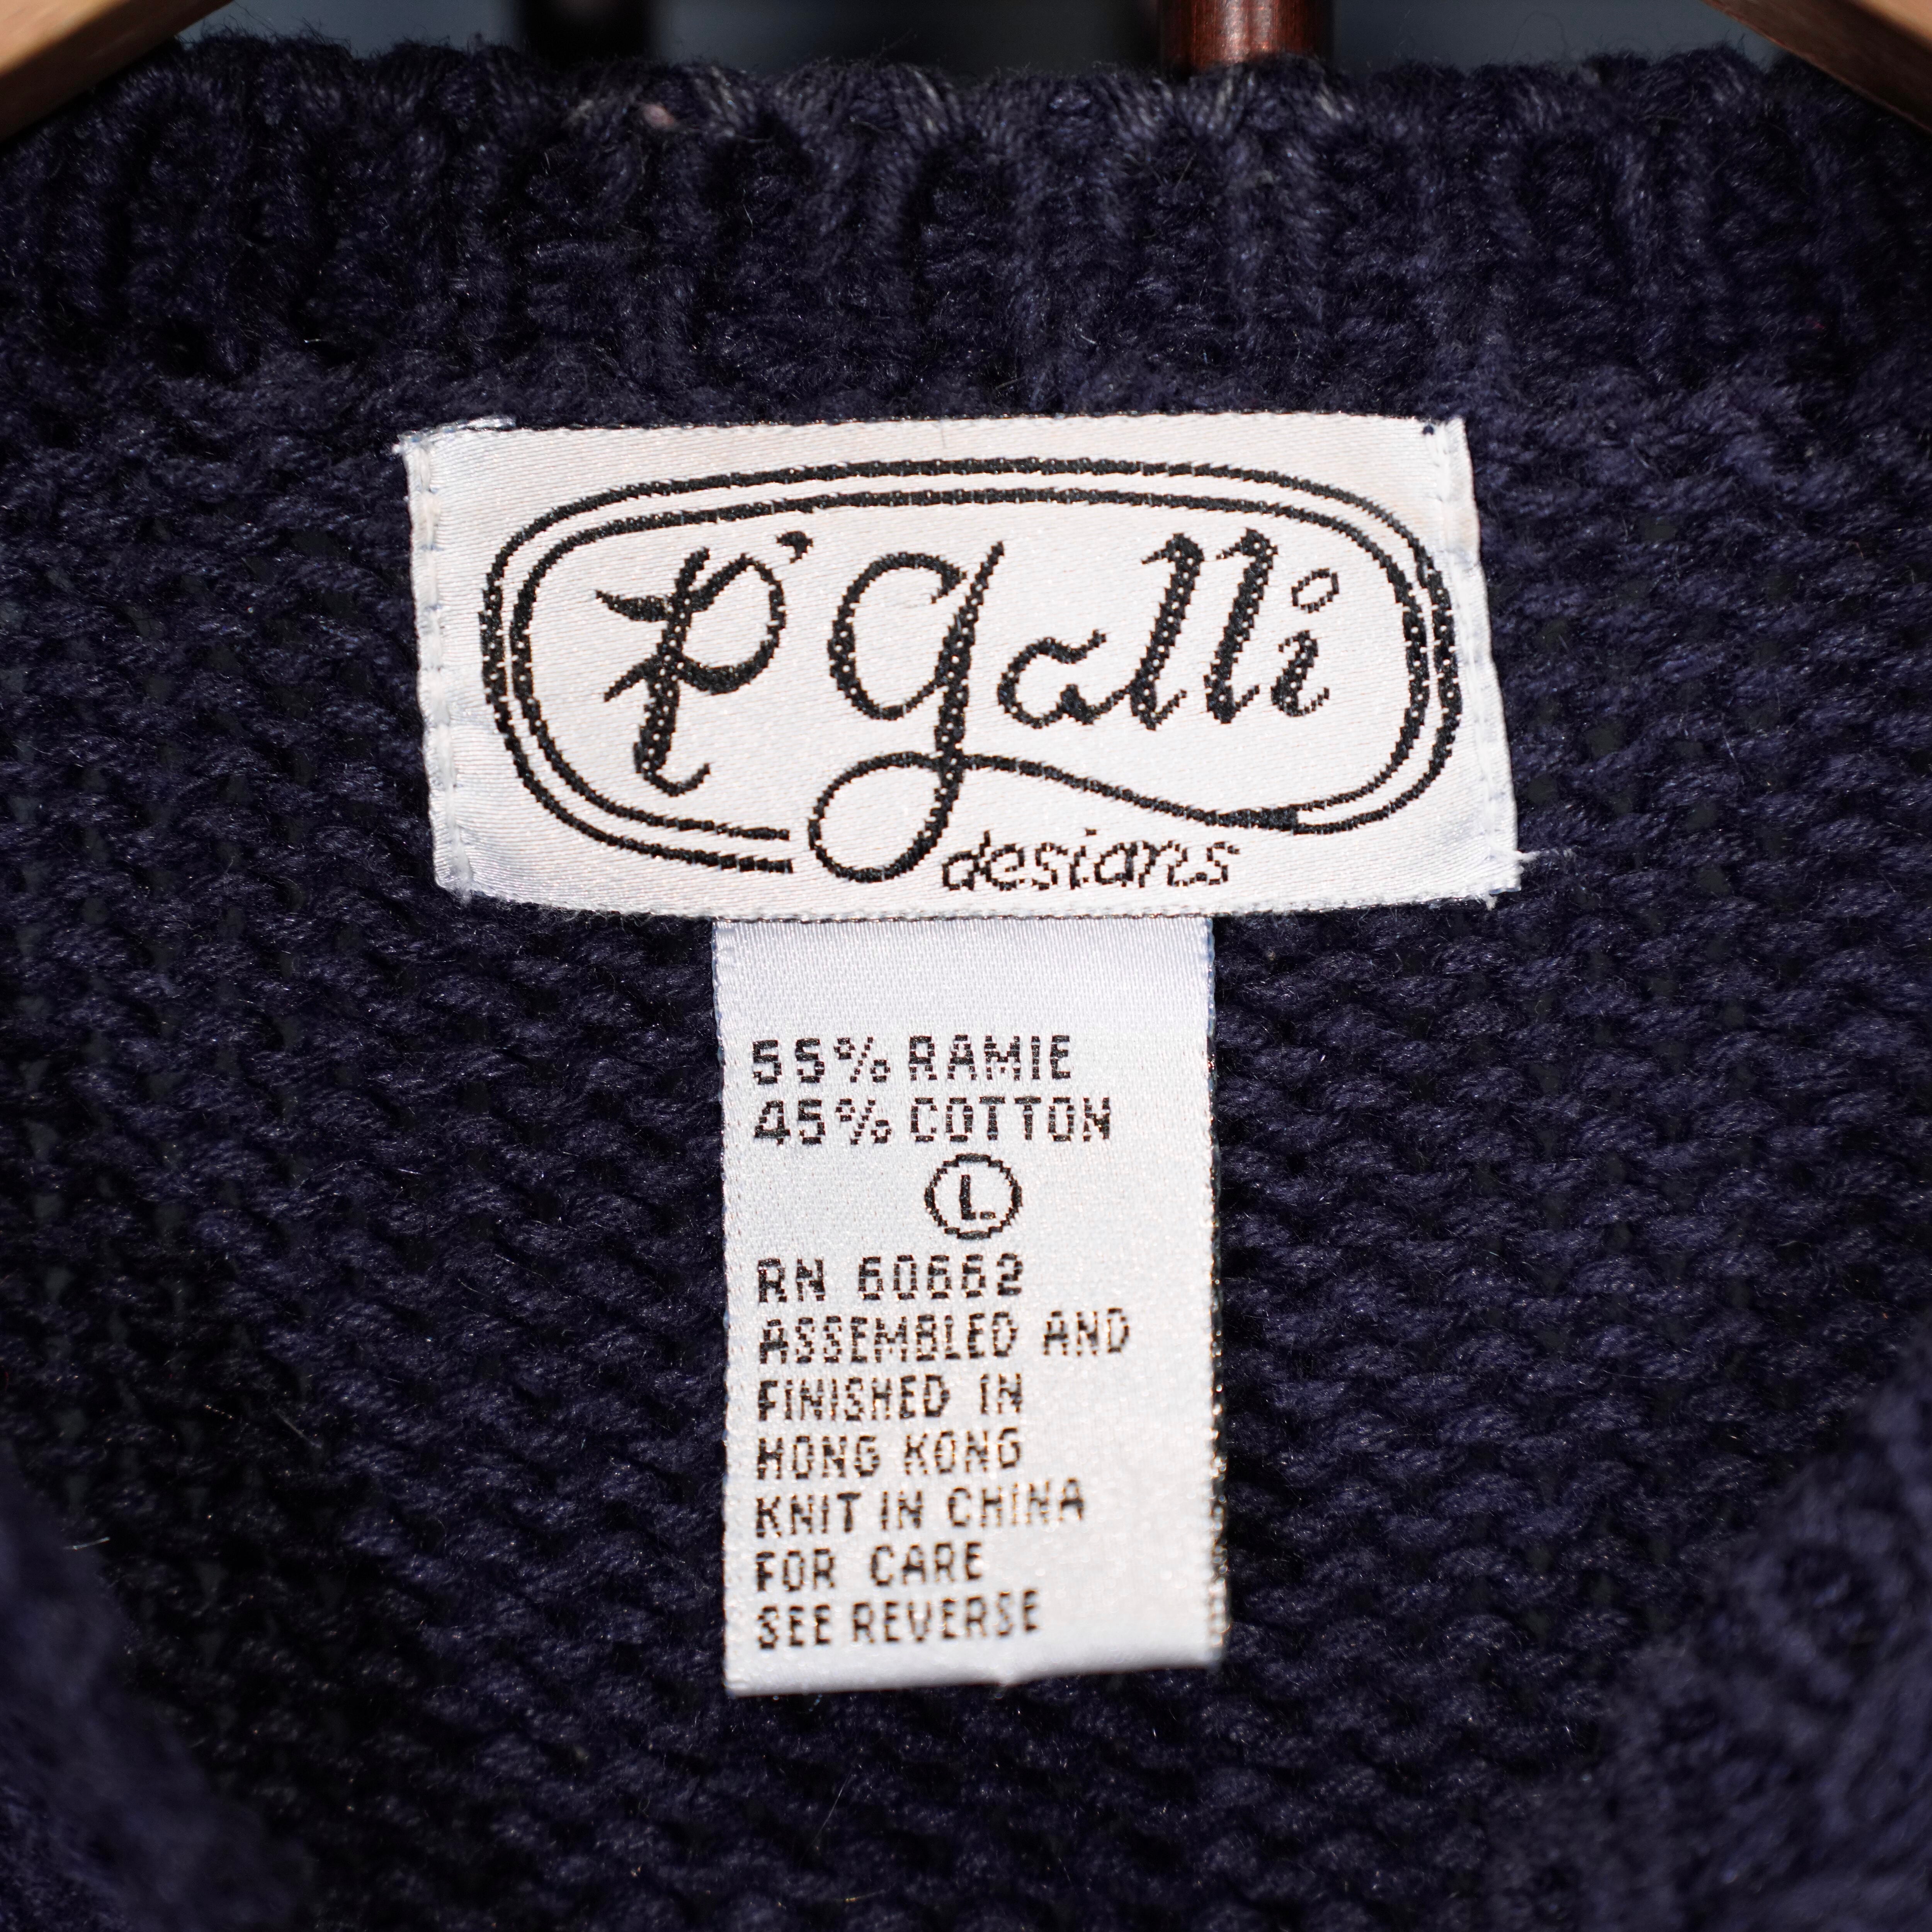 P'galli
designs
55% RAMIE
45% COTTON
L
RN 60662
ASSEMBLED AND
FINISHED IN
HONG KONG
KNIT IN CHINA
FOR CARE
SEE REVERSE